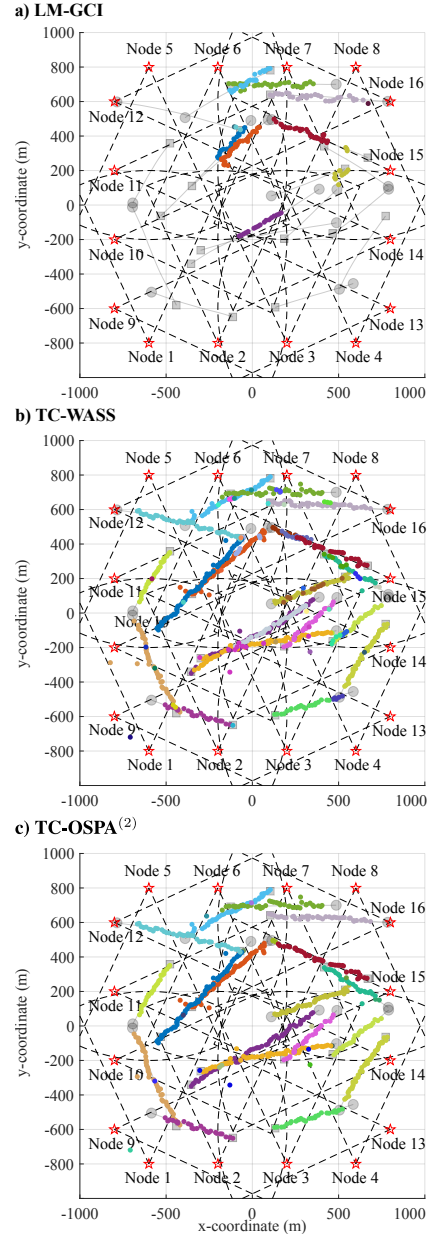 a) LM-GCI
1000
Node 5
Node 6
Node 7
Node 8
800
Node 16
600
Node 12
400
Node 15
200
Node 11
y-coordinate (m)
0
Node 10
-200
Node 14
-400
-600
Node 9
Node 13
Node 1
Node 2
Node 3
Node 4
-800
-1000
-500
0
500
1000
b) TC-WASS
1000
Node 5
Node 6
Node 7
Node 8
800
600
Node 16
Node 12
400
200
Node 11
Node 15
y-coordinate (m)
0
Node
-200
Node 14
-400
-600
Node 9
Node 13
Node 1
Node 2
Node 3
Node 4
-800
-1000
-500
0
500
1000
c) TC-OSPA(2)
1000
Node 5
Node 6
Node 7
Node 8
800
Node 16
600
Node 12
400
Node 15
200
Node 11
y-coordinate (m)
0
Node 10
-200
Node 14
-400
-600
Node 9
Node 13
Node 1
Node 2
Node 3
Node 4
-800
-1000
-500
0
500
1000
x-coordinate (m)